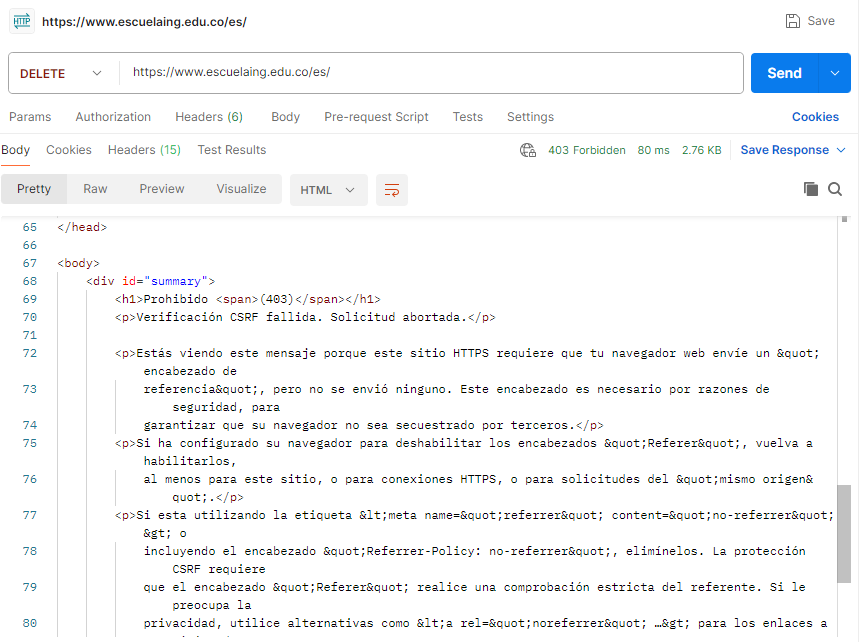 HTTP https://www.escuelaing.edu.co/es/ Save
DELETE https://www.escuelaing.edu.co/es/ Send
Params Authorization Headers (6) Body Pre-request Script Tests Settings Cookies
Body Cookies Headers (15) Test Results 403 Forbidden 80 ms 2.76 KB Save Response
Pretty Raw Preview Visualize HTML
65 </head>
66
67 <body>
68 <div id="summary">
69 <h1>Prohibido <span>(403)</span></h1>
70 <p>Verificación CSRF fallida. Solicitud abortada.</p>
71
72 <p>Estás viendo este mensaje porque este sitio HTTPS requiere que tu navegador web envíe un &quot;
encabezado de
73 referencia&quot;, pero no se envió ninguno. Este encabezado es necesario por razones de
seguridad, para
74 garantizar que su navegador no sea secuestrado por terceros.</p>
75 <p>Si ha configurado su navegador para deshabilitar los encabezados &quot;Referer&quot;, vuelva a
habilitarlos,
76 al menos para este sitio, o para conexiones HTTPS, o para solicitudes del &quot;mismo origen&
quot;.</p>
77 <p>Si esta utilizando la etiqueta &lt;meta name=&quot;referrer&quot; content=&quot;no-referrer&quot;
&gt; o
78 incluyendo el encabezado &quot;Referrer-Policy: no-referrer&quot;, elimínelos. La protección
CSRF requiere
79 que el encabezado &quot;Referer&quot; realice una comprobación estricta del referente. Si le
preocupa la
80 privacidad, utilice alternativas como &lt;a rel=&quot;noreferrer&quot; …&gt; para los enlaces a